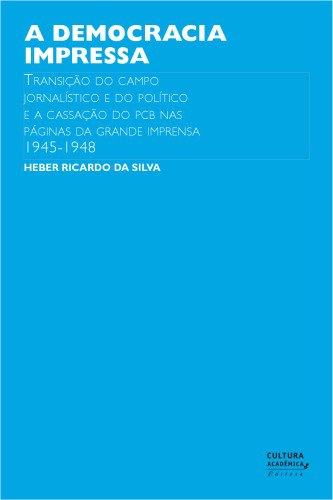 A DEMOCRACIA
IMPRESSA
TRANSIÇÃO DO CAMPO
JORNALÍSTICO E DO POLÍTICO
E A CASSAÇÃO DO PCB NAS
PÁGINAS DA GRANDE IMPRENSA
1945-1948
HEBER RICARDO DA SILVA
CULTURA
ACADÊMICA
Editora